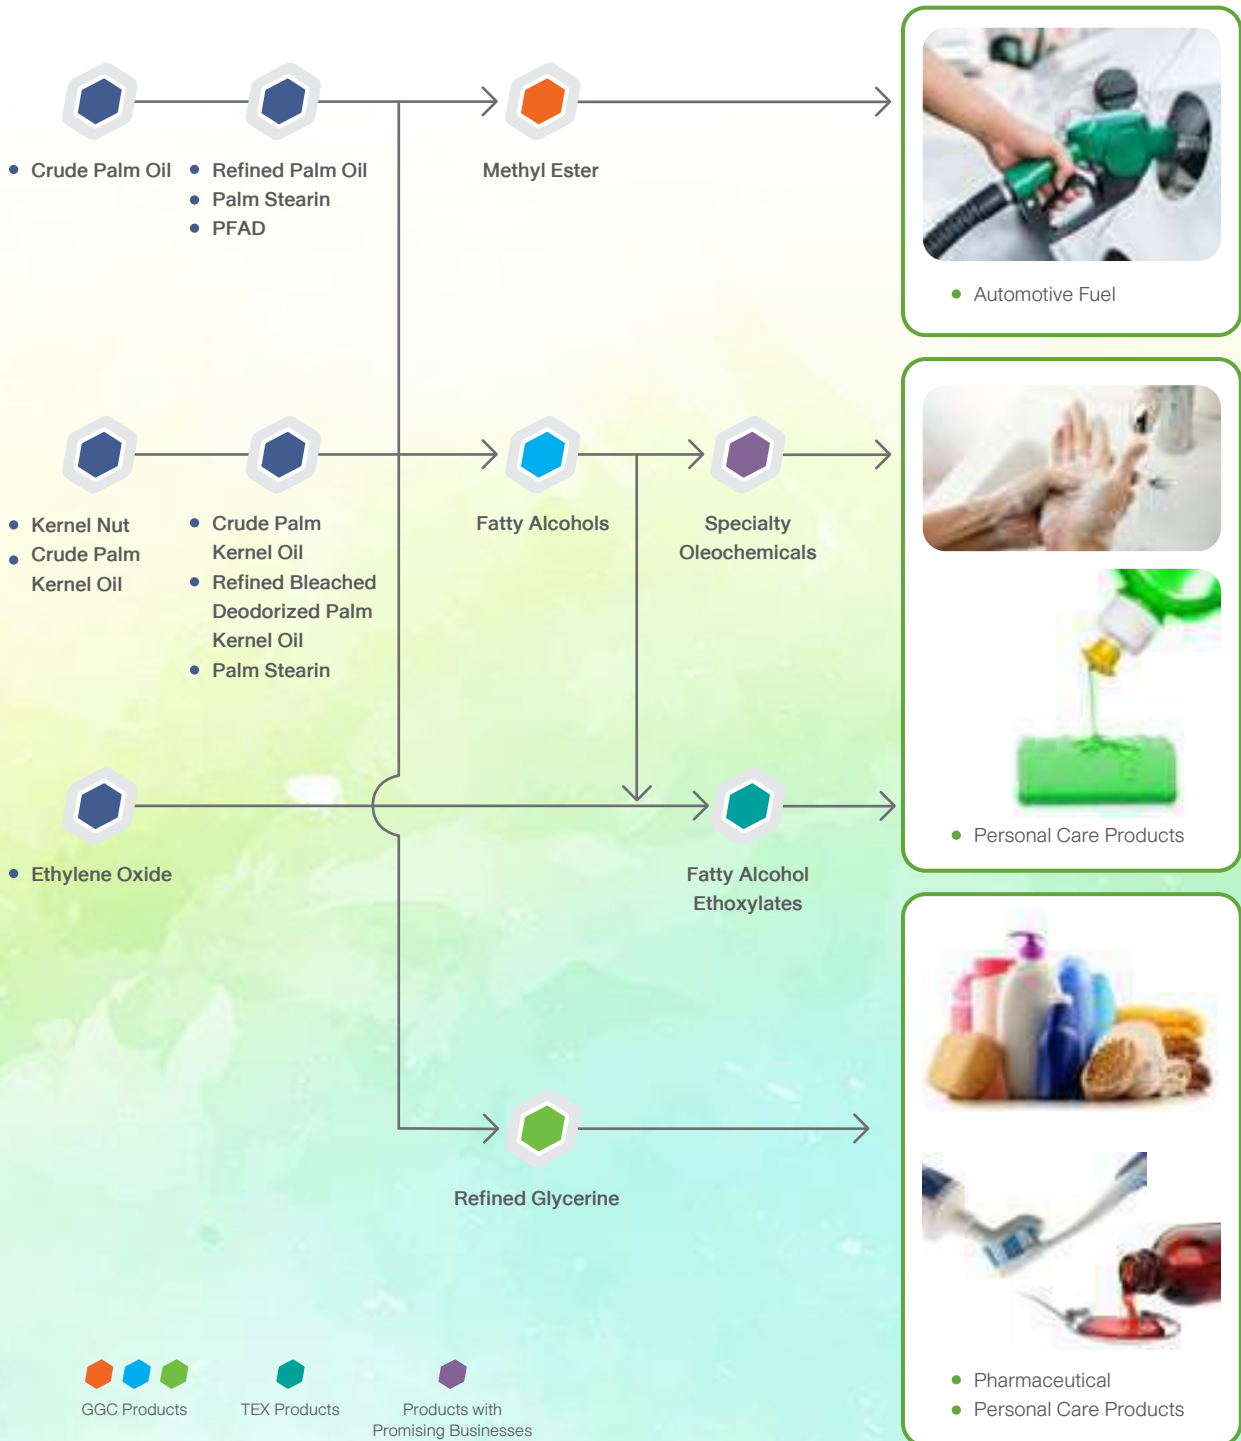 Crude Palm Oil
Refined Palm Oil
Palm Stearin
PFAD
Methyl Ester
Automotive Fuel
Kernel Nut
Crude Palm
Kernel Oil
Crude Palm
Kernel Oil
Refined Bleached
Deodorized Palm
Kernel Oil
Palm Stearin
Fatty Alcohols
Specialty
Oleochemicals
Personal Care Products
Ethylene Oxide
Fatty Alcohol
Ethoxylates
Refined Glycerine
Pharmaceutical
Personal Care Products
GGC Products
TEX Products
Products with
Promising Businesses